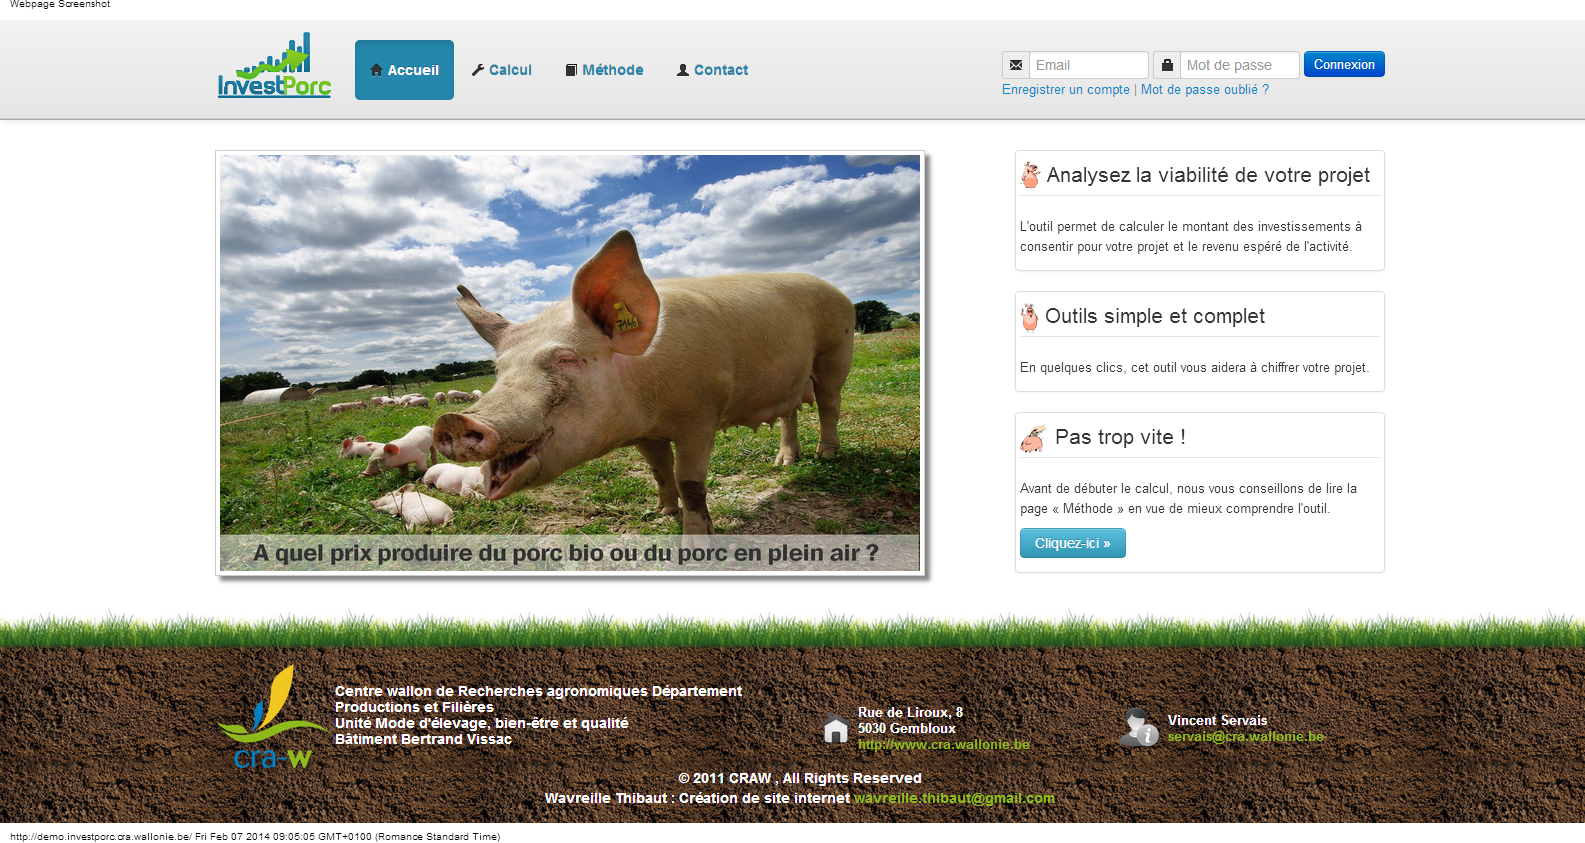 Webpage Screenshot
InvestPorc
Accueil
Calcul
Méthode
Contact
Email
Mot de passe
Connexion
Enregistrer un compte | Mot de passe oublié ?
7146
A quel prix produire du porc bio ou du porc en plein air ?
Analysez la viabilité de votre projet
L'outil permet de calculer le montant des investissements à
consentir pour votre projet et le revenu espéré de l'activité.
Outils simple et complet
En quelques clics, cet outil vous aidera à chiffrer votre projet.
Pas trop vite !
Avant de débuter le calcul, nous vous conseillons de lire la
page « Méthode » en vue de mieux comprendre l'outil.
Cliquez-ici »
cra-w
Centre wallon de Recherches agronomiques Département
Productions et Filières
Unité Mode d'élevage, bien-être et qualité
Bâtiment Bertrand Vissac
Rue de Liroux, 8
5030 Gembloux
http://www.cra.wallonie.be
Vincent Servais
servais@cra.wallonie.be
© 2011 CRAW , All Rights Reserved
Wavreille Thibaut : Création de site internet wavreille.thibaut@gmail.com
http://demo.investporc.cra.wallonie.be/ Fri Feb 07 2014 09:05:05 GMT+0100 (Romance Standard Time)